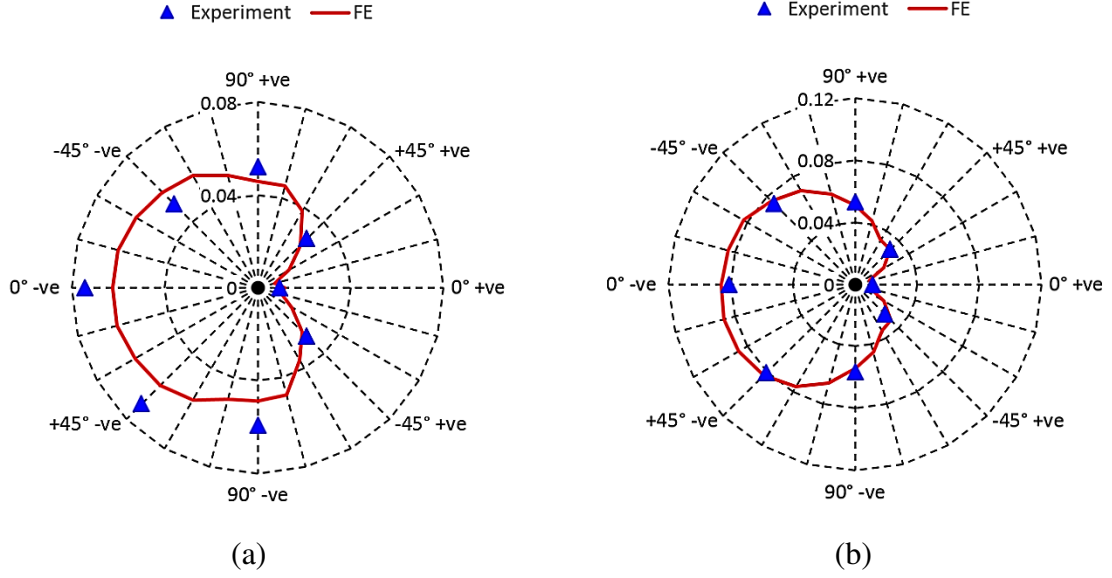 Experiment FE
90° +ve
0.08
-45° -ve
+45° +ve
0.04
0° -ve
0
0° +ve
+45° -ve
-45° +ve
90° -ve
(a)
Experiment FE
90° +ve
0.12
-45° -ve
+45° +ve
0.08
0.04
0° -ve
0
0° +ve
+45° -ve
-45° +ve
90° -ve
(b)